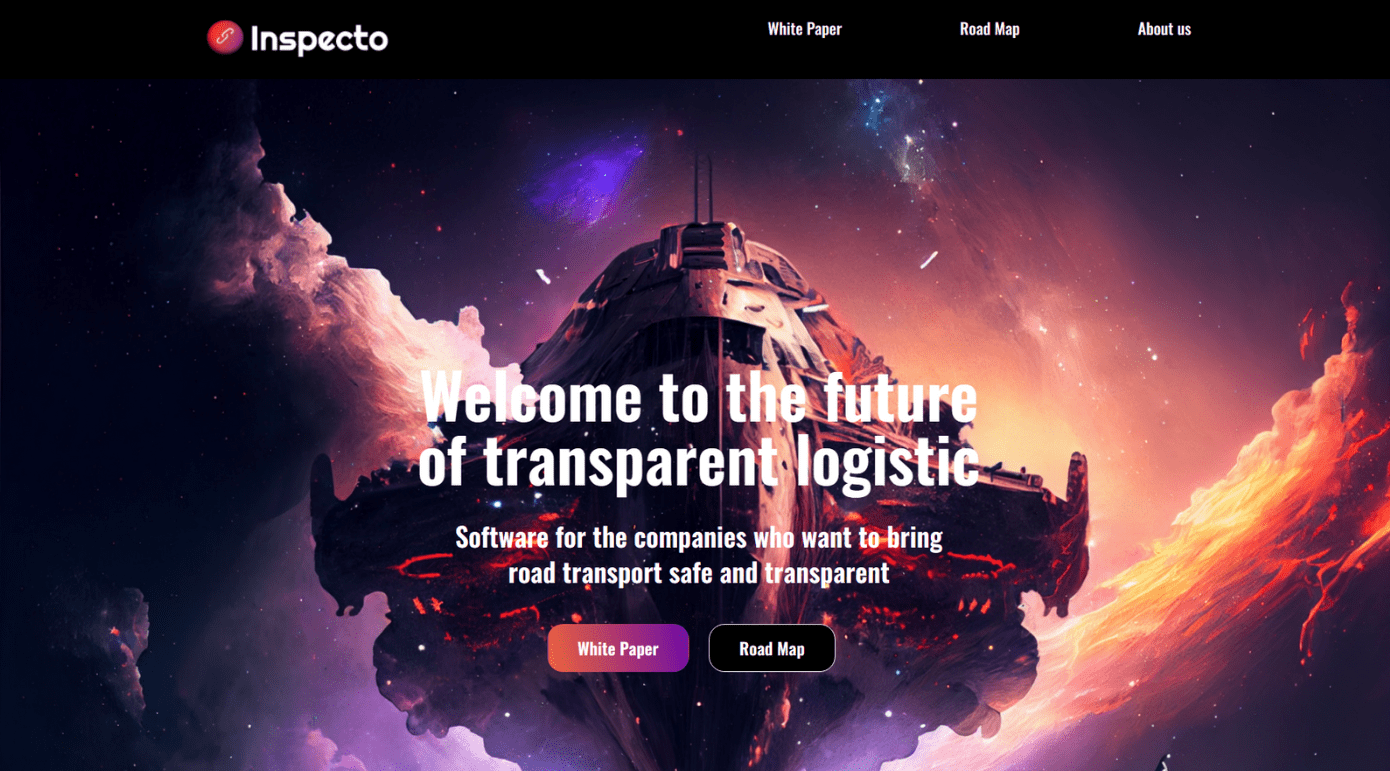 Inspecto
White Paper
Road Map
About us
Welcome to the future
of transparent logistic
Software for the companies who want to bring
road transport safe and transparent
White Paper
Road Map